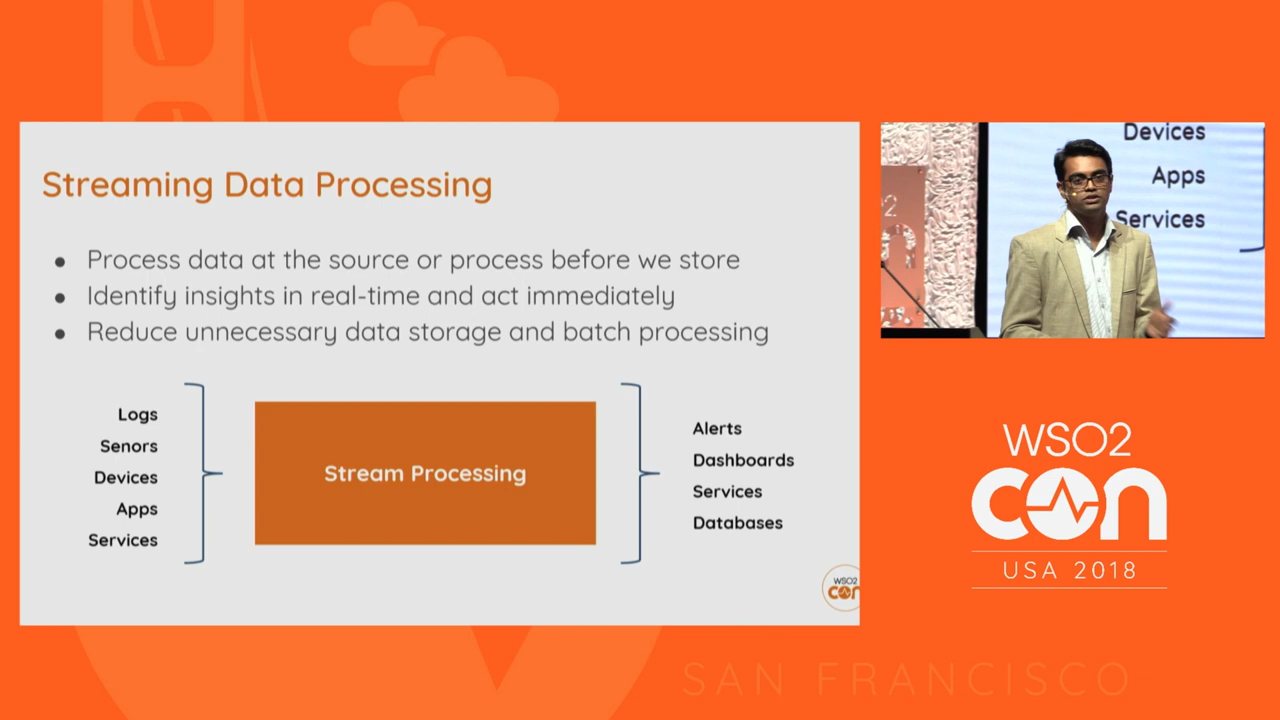 Streaming Data Processing
● Process data at the source or process before we store
● Identify insights in real-time and act immediately
● Reduce unnecessary data storage and batch processing
Logs
Senors
Devices
Apps
Services
Stream Processing
Alerts
Dashboards
Services
Databases
WSO2
con
Devices
Apps
Services
WSO2
con
USA 2018
SAN FRANCISCO